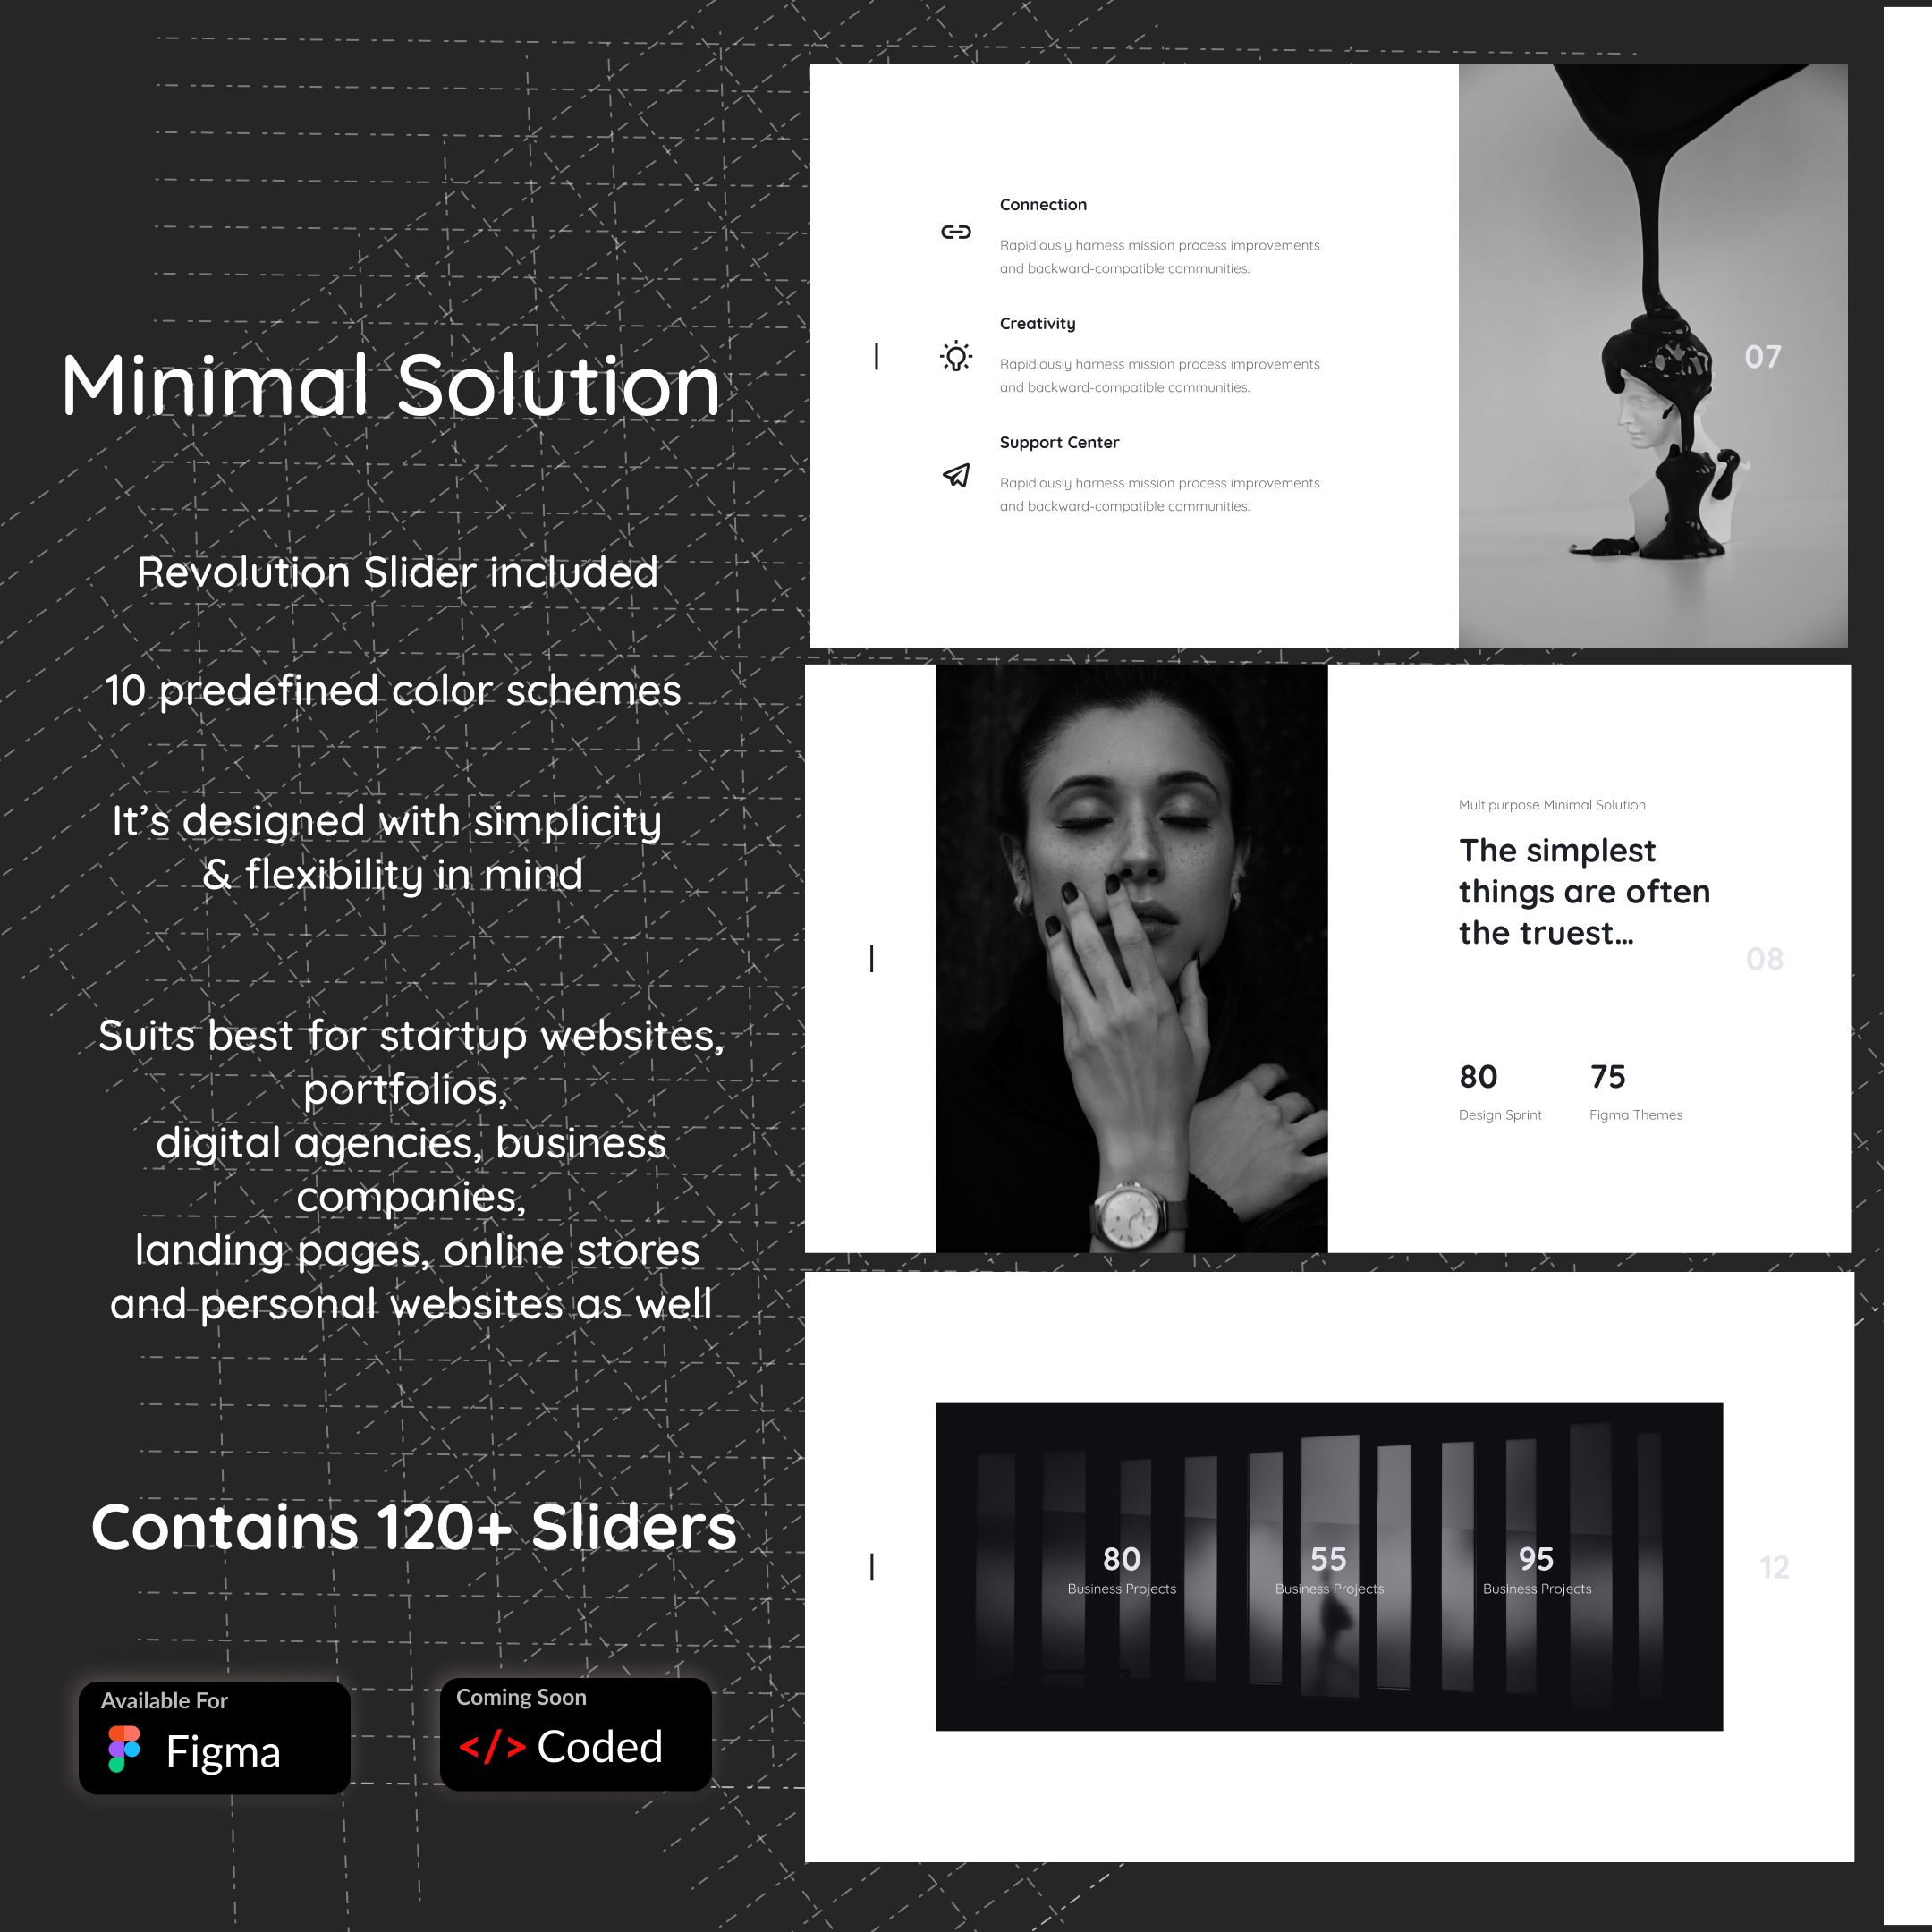 Minimal Solution
Revolution Slider included
10 predefined color schemes
It’s designed with simplicity
& flexibility in mind
Suits best for startup websites,
portfolios,
digital agencies, business
companies,
landing pages, online stores
and personal websites as well
Contains 120+ Sliders
Available For
Figma
Coming Soon
</> Coded
Connection
Rapidiously harness mission process improvements
and backward-compatible communities.
Creativity
Rapidiously harness mission process improvements
and backward-compatible communities.
Support Center
Rapidiously harness mission process improvements
and backward-compatible communities.
07
Multipurpose Minimal Solution
The simplest
things are often
the truest...
08
80 75
Design Sprint Figma Themes
80 55 95
Business Projects Business Projects Business Projects
12